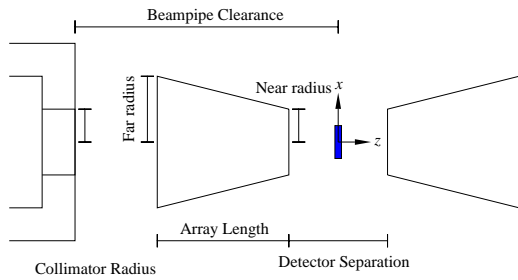 Beampipe Clearance
Far radius
Near radius
x
z
Array Length
Collimator Radius
Detector Separation